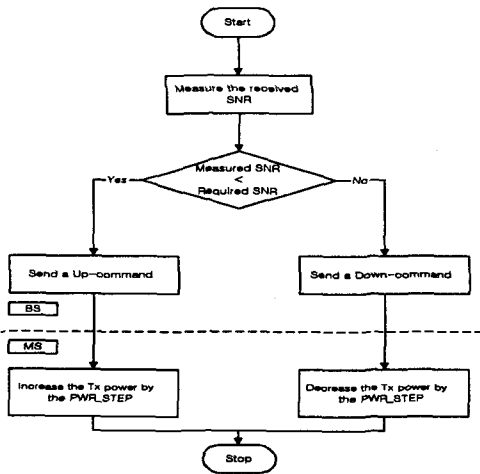 Start
Measure the received
SNR
Measured SNR
<
Required SNR
Yes
No
Send a Up-command
Send a Down-command
BS
MS
Increase the Tx power by
the PWR_STEP
Decrease the Tx power by
the PWR_STEP
Stop